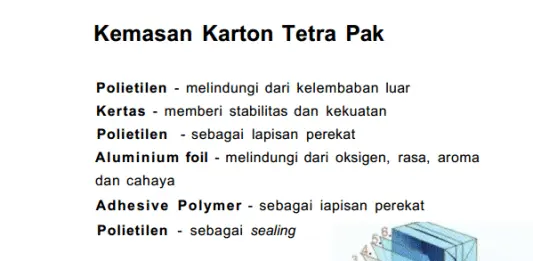 Kemasan Karton Tetra Pak
Polietilen - melindungi dari kelembaban luar
Kertas - memberi stabilitas dan kekuatan
Polietilen - sebagai lapisan perekat
Aluminium foil - melindungi dari oksigen, rasa, aroma
dan cahaya
Adhesive Polymer - sebagai iapisan perekat
Polietilen - sebagai sealing